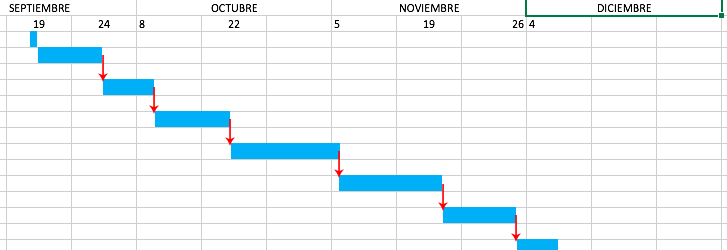 SEPTIEMBRE OCTUBRE NOVIEMBRE DICIEMBRE
19 24 8 22 5 19 26 4